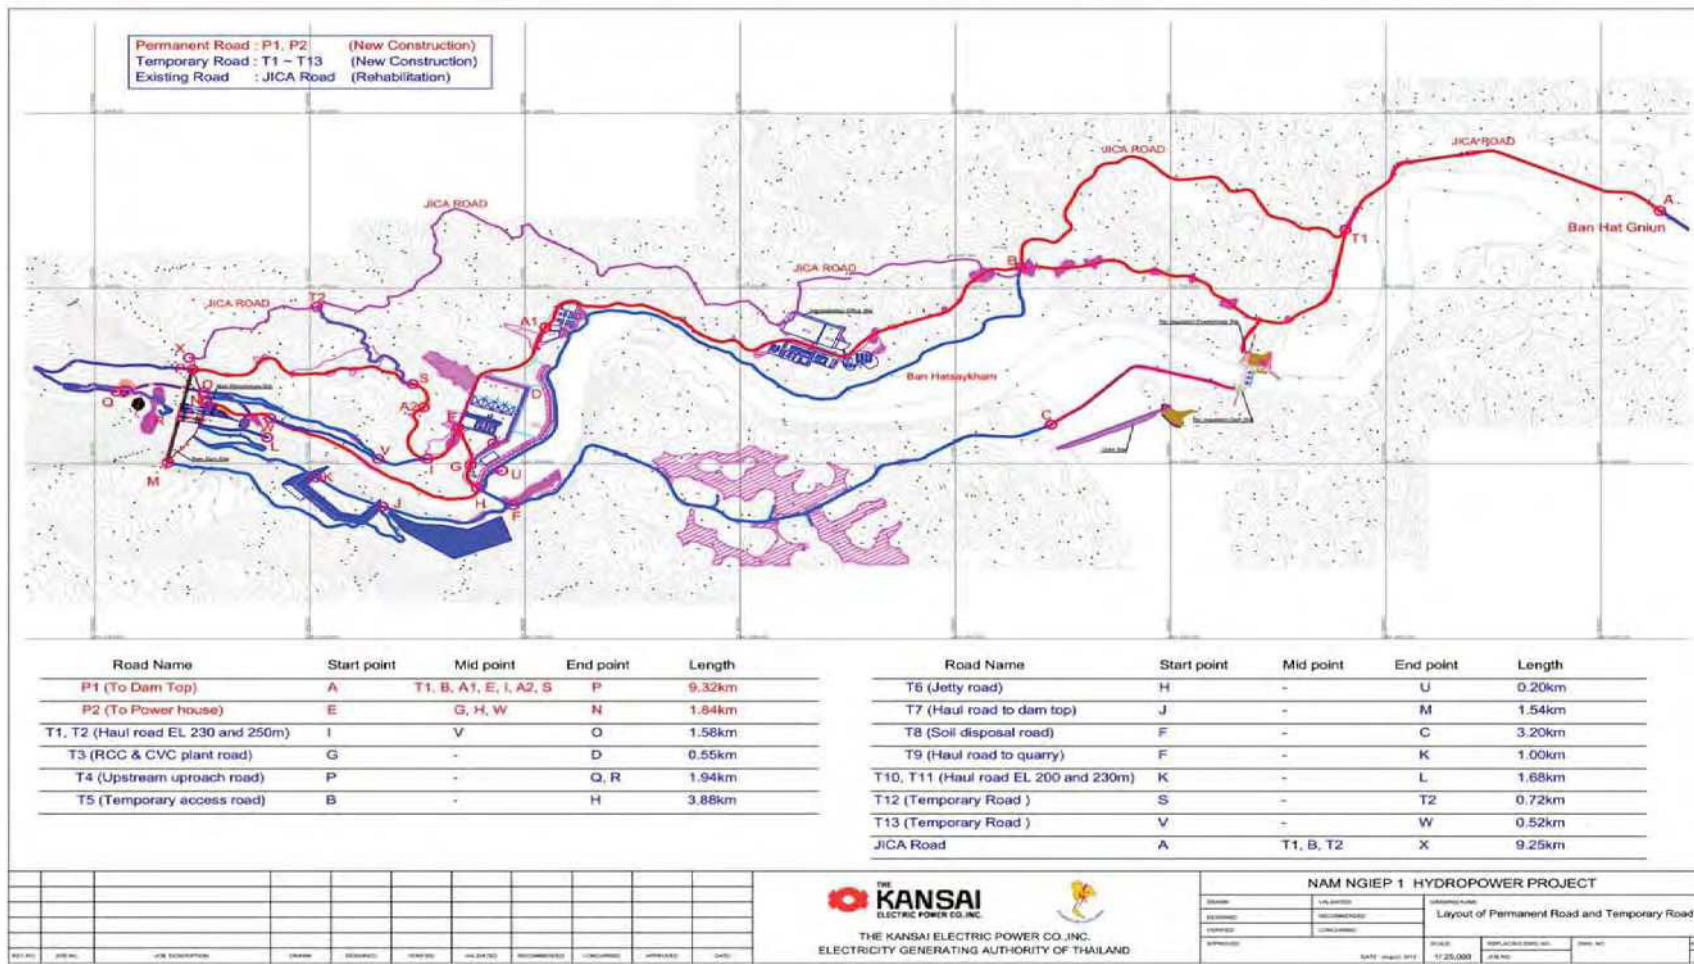 Permanent Road : P1, P2 (New Construction)
Temporary Road : T1 ~ T13 (New Construction)
Existing Road : JICA Road (Rehabilitation)
JICA ROAD
JICA ROAD
A
Ban Hat Gniun
T1
JICA ROAD
B
JICA ROAD
JICA ROAD
T2
A1
X
P
S
Ban Hatsaykham
D
O
Q
N
A2
E
C
W
L
V
I
G
U
M
K
H
J
F
Road Name Start point Mid point End point Length
P1 (To Dam Top) A T1, B, A1, E, I, A2, S P 9.32km
P2 (To Power house) E G, H, W N 1.84km
T1, T2 (Haul road EL 230 and 250m) I V O 1.58km
T3 (RCC & CVC plant road) G - D 0.55km
T4 (Upstream uproach road) P - Q, R 1.94km
T5 (Temporary access road) B - H 3.88km
Road Name Start point Mid point End point Length
T6 (Jetty road) H - U 0.20km
T7 (Haul road to dam top) J - M 1.54km
T8 (Soil disposal road) F - C 3.20km
T9 (Haul road to quarry) F - K 1.00km
T10, T11 (Haul road EL 200 and 230m) K - L 1.68km
T12 (Temporary Road ) S - T2 0.72km
T13 (Temporary Road ) V - W 0.52km
JICA Road A T1, B, T2 X 9.25km
THE
KANSAI
ELECTRIC POWER CO.,INC.
THE KANSAI ELECTRIC POWER CO.,INC.
ELECTRICITY GENERATING AUTHORITY OF THAILAND
NAM NGIEP 1 HYDROPOWER PROJECT
Layout of Permanent Road and Temporary Road
SCALE
1/25,000